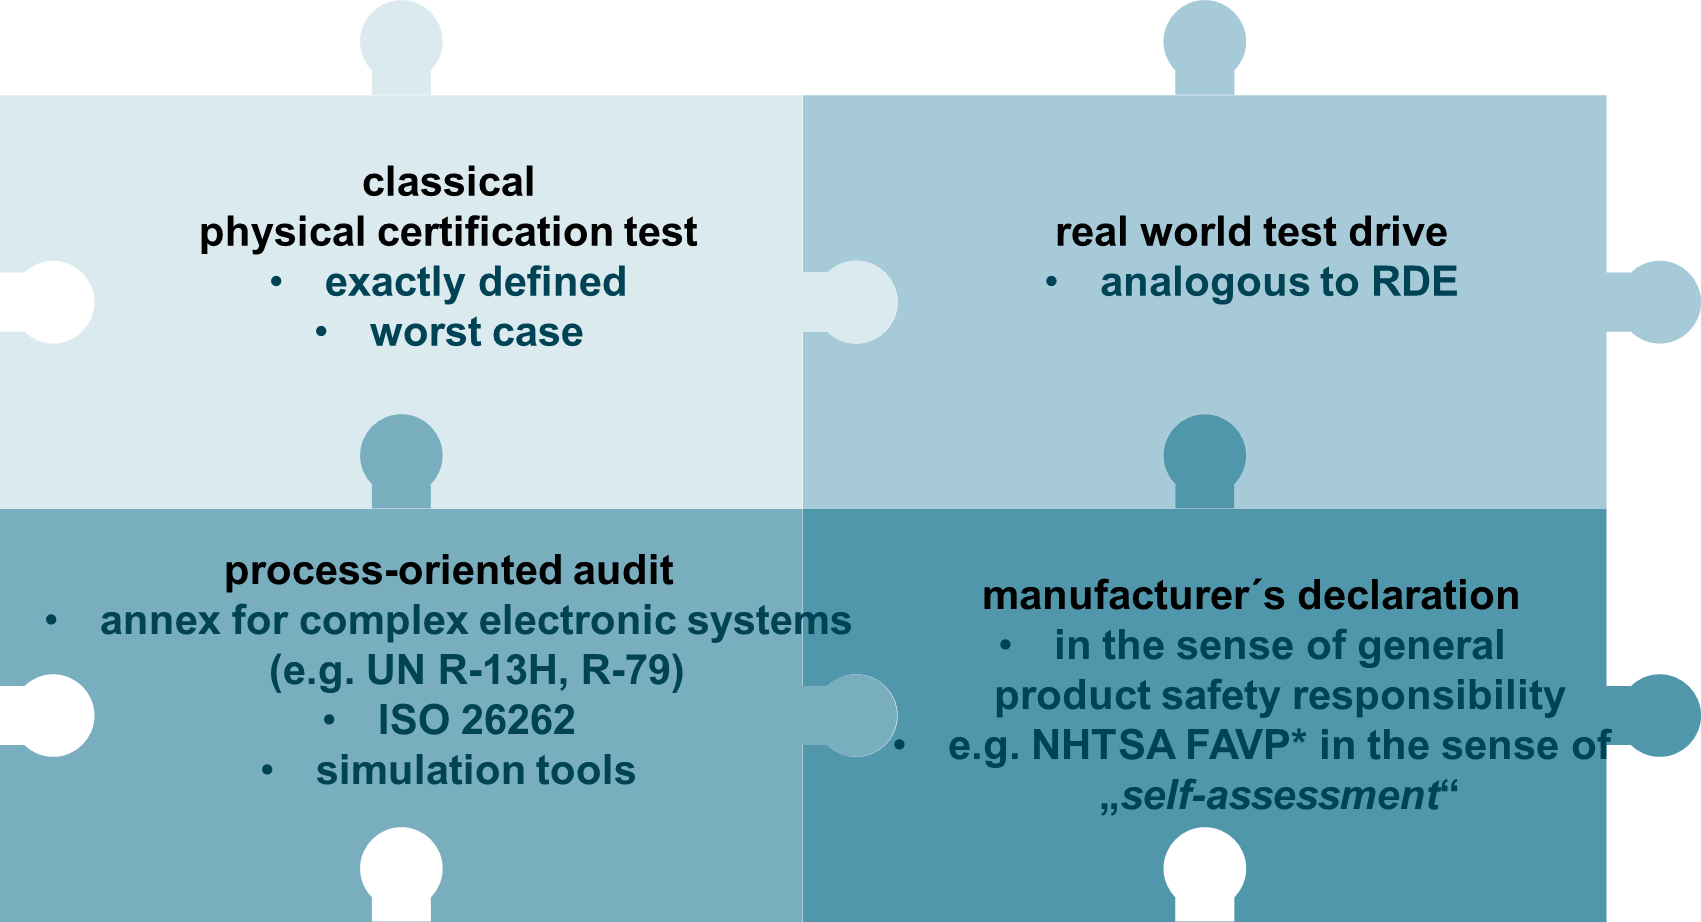 classical
physical certification test
• exactly defined
• worst case
real world test drive
• analogous to RDE
process-oriented audit
• annex for complex electronic systems
(e.g. UN R-13H, R-79)
• ISO 26262
• simulation tools
manufacturer´s declaration
• in the sense of general
product safety responsibility
• e.g. NHTSA FAVP* in the sense of
„self-assessment“